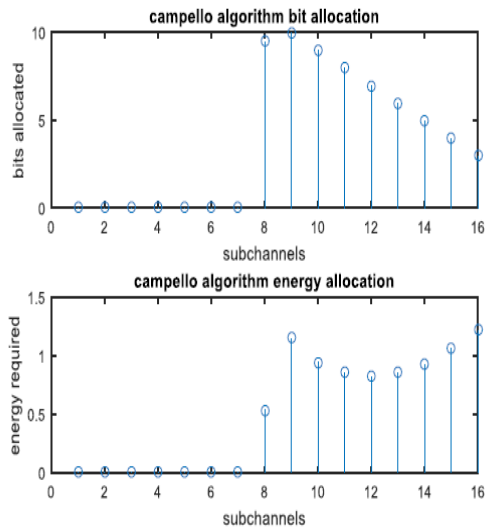 campello algorithm bit allocation
bits allocated
10
5
0
0 2 4 6 8 10 12 14 16
subchannels
campello algorithm energy allocation
energy required
1.5
1
0.5
0
0 2 4 6 8 10 12 14 16
subchannels